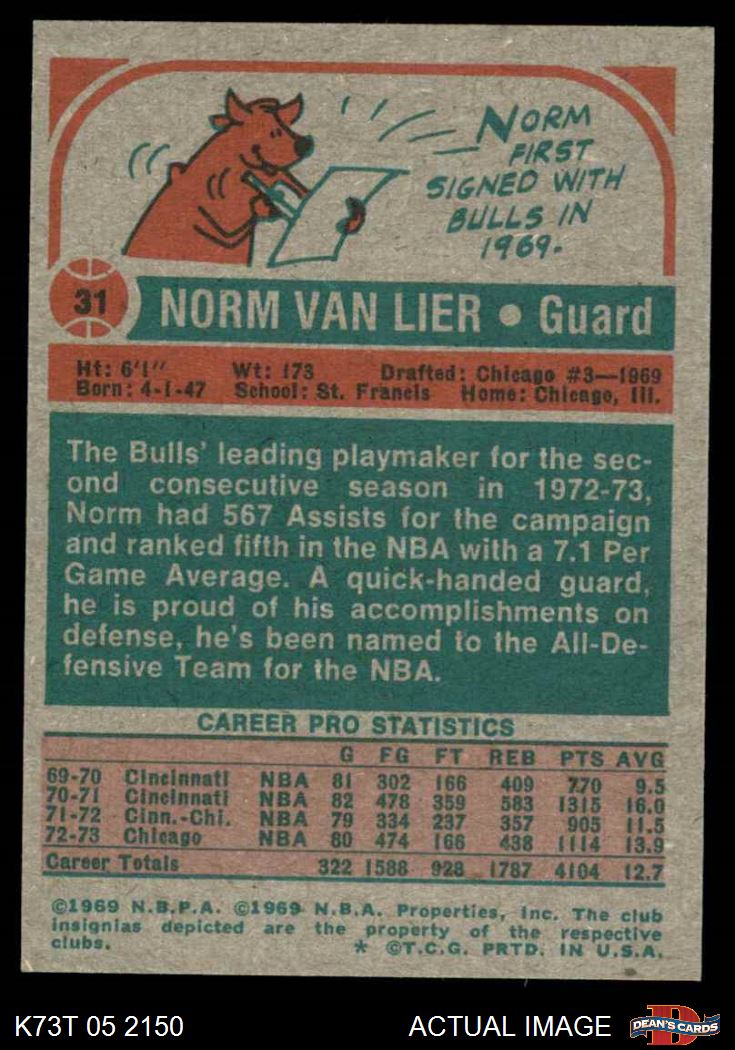 NORM
FIRST
SIGNED WITH
BULLS IN
1969.
31
NORM VAN LIER • Guard
Ht: 6'1" Wt: 173 Drafted: Chicago #3—1969
Born: 4-1-47 School: St. Francis Home: Chicago, Ill.
The Bulls' leading playmaker for the sec-
ond consecutive season in 1972-73,
Norm had 567 Assists for the campaign
and ranked fifth in the NBA with a 7.1 Per
Game Average. A quick-handed guard,
he is proud of his accomplishments on
defense, he's been named to the All-De-
fensive Team for the NBA.
CAREER PRO STATISTICS
G FG FT REB PTS AVG
69-70 Cincinnati NBA 81 302 166 409 770 9.5
70-71 Cincinnati NBA 82 478 359 583 1315 16.0
71-72 Cinn.-Chi. NBA 79 334 237 357 905 11.5
72-73 Chicago NBA 80 474 166 438 1114 13.9
Career Totals 322 1588 928 1787 4104 12.7
©1969 N.B.P.A. ©1969 N.B.A. Properties, Inc. The club
insignias depicted are the property of the respective
clubs. * ©T.C.G. PRTD. IN U.S.A.
K73T 05 2150 ACTUAL IMAGE
D
DEAN'S CARDS